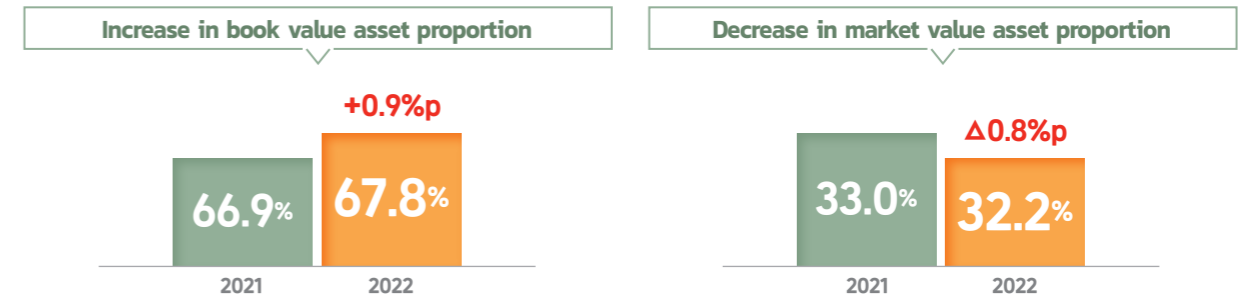 Increase in book value asset proportion
+0.9%p
66.9%
67.8%
2021
2022
Decrease in market value asset proportion
△0.8%p
33.0%
32.2%
2021
2022